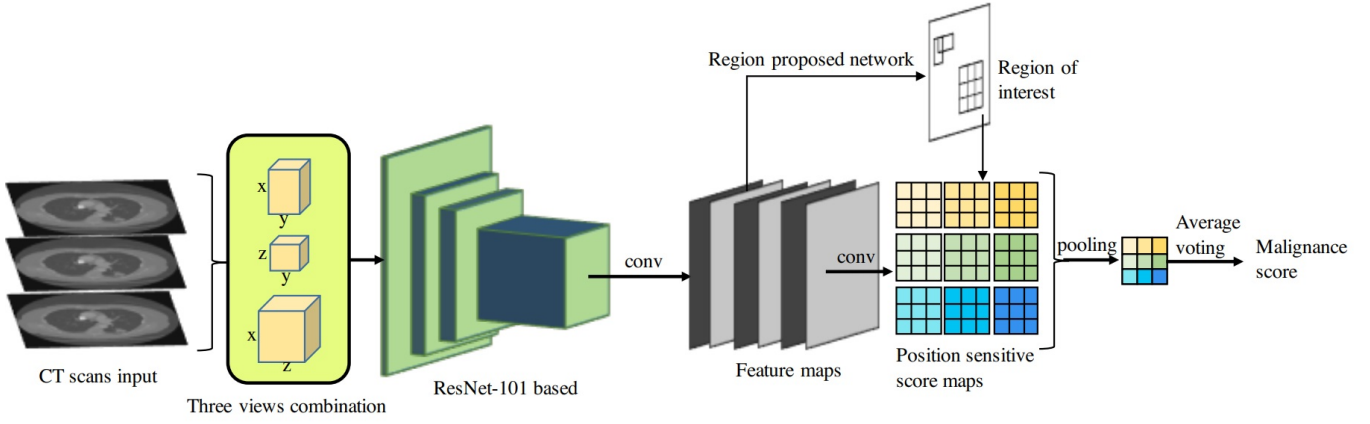 CT scans input
x
y
z
y
x
z
Three views combination
ResNet-101 based
conv
Region proposed network
Region of
interest
Feature maps
conv
Position sensitive
score maps
pooling
Average
voting
Malignance
score